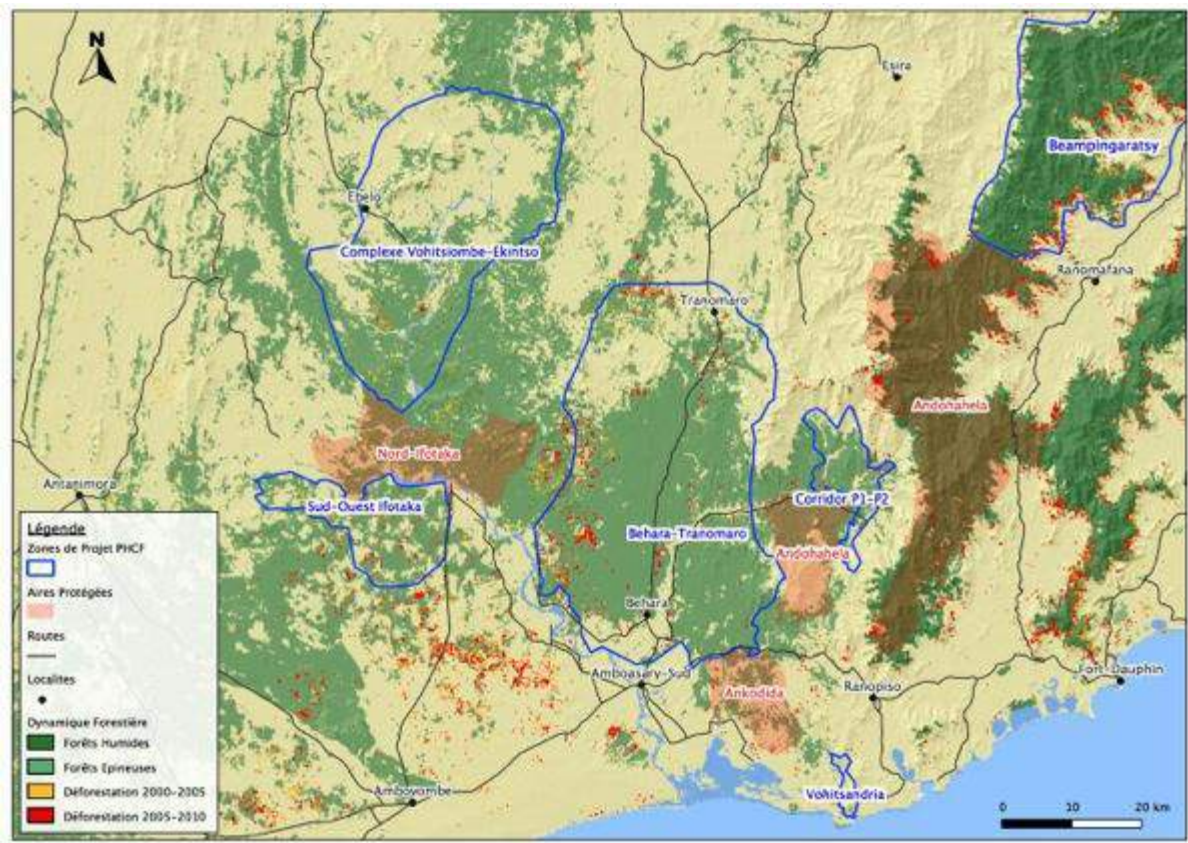 N
Esira
Beampingaratsy
Ebelo
Complexe Vohitsiombe-Ekintso
Ranomafana
Tranomaro
Andohahela
Nord-Ifotaka
Antanimora
Sud-Ouest Ifotaka
Corridor P1-P2
Behara-Tranomaro
Andohahela
Behara
Amboasary-Sud
Ankodida
Ranopiso
Fort-Dauphin
Ambovombe
Vohitsandria
Légende
Zones de Projet PHCF
Aires Protégées
Routes
Localites
Dynamique Forestière
Forêts Humides
Forêts Epineuses
Déforestation 2000-2005
Déforestation 2005-2010
0 10 20 km